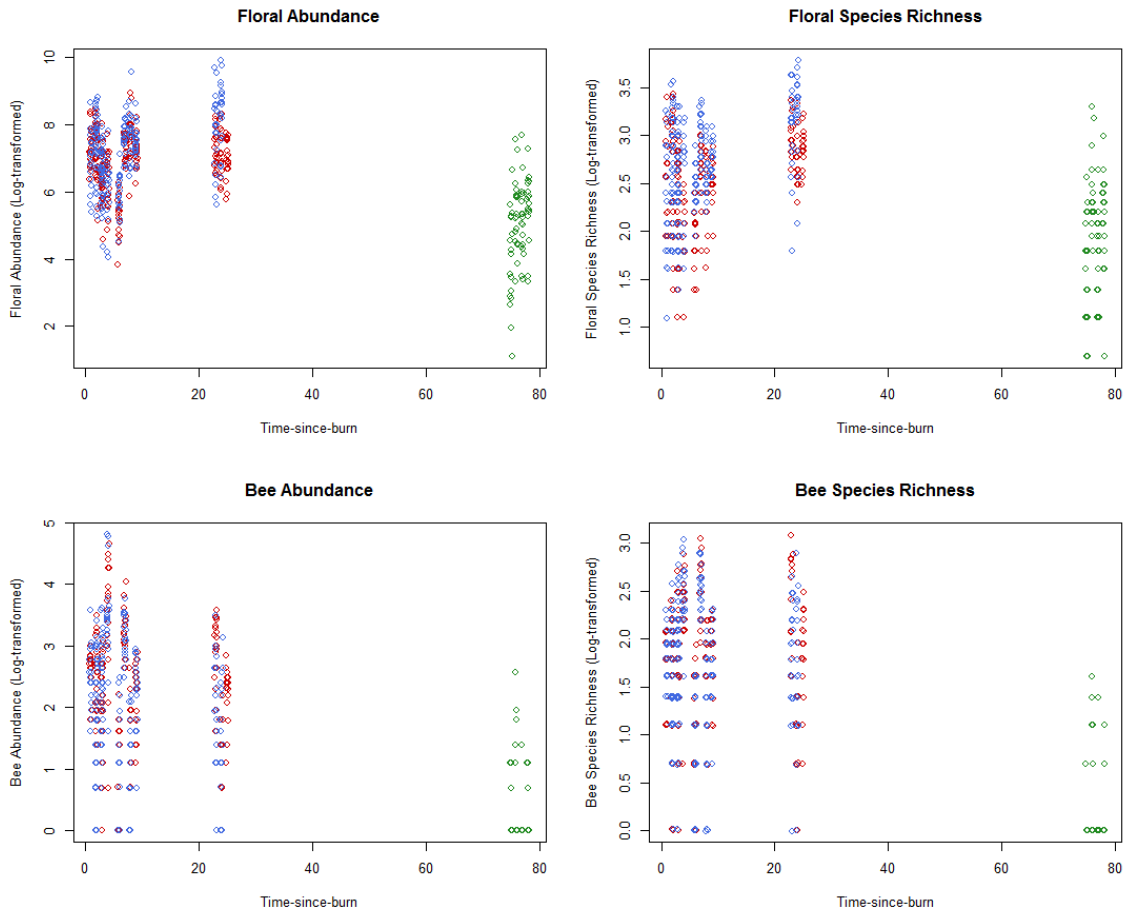 Floral Abundance
Floral Abundance (Log-transformed)
10
8
6
4
2
0 20 40 60 80
Time-since-burn
Floral Species Richness
Floral Species Richness (Log-transformed)
3.5
3.0
2.5
2.0
1.5
1.0
0 20 40 60 80
Time-since-burn
Bee Abundance
Bee Abundance (Log-transformed)
5
4
3
2
1
0
0 20 40 60 80
Time-since-burn
Bee Species Richness
Bee Species Richness (Log-transformed)
3.0
2.5
2.0
1.5
1.0
0.5
0.0
0 20 40 60 80
Time-since-burn